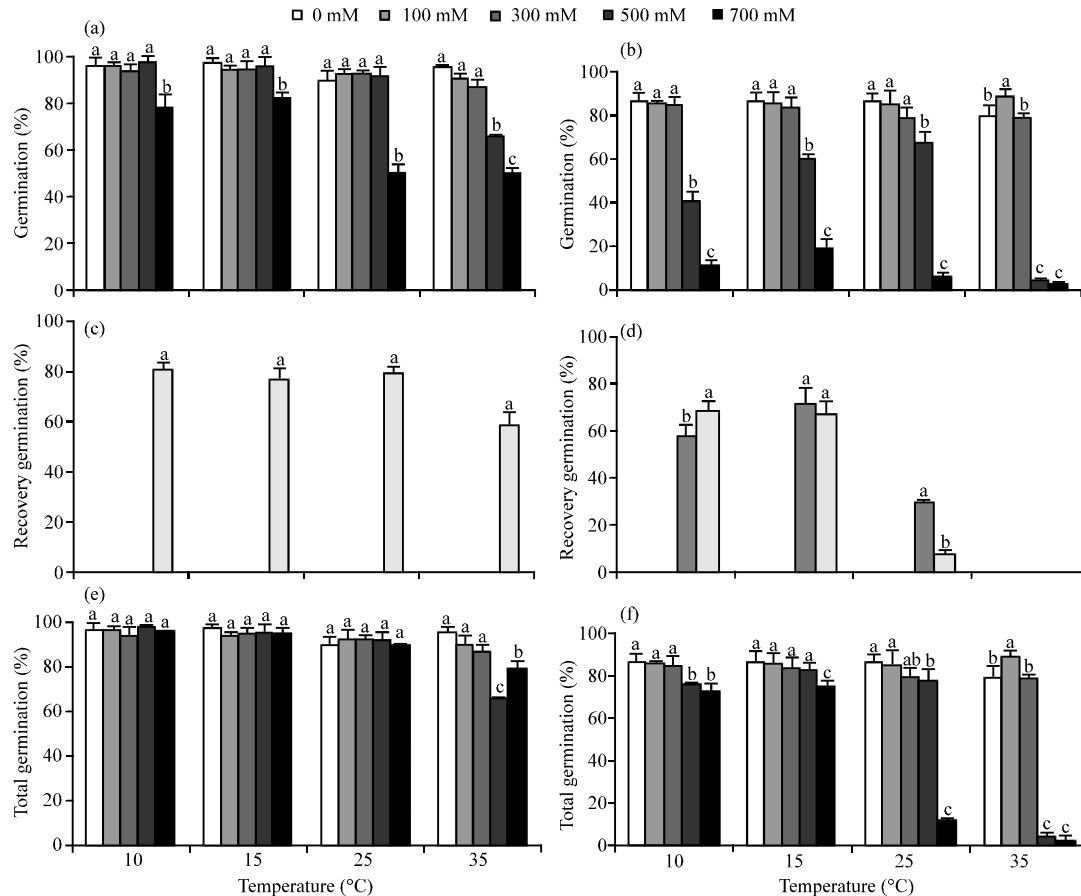 0 mM 100 mM 300 mM 500 mM 700 mM
(a)
Germination (%)
100
80
60
40
20
0
a a a a b
a a a a b
a a a a b
a a a b c
(b)
Germination (%)
100
80
60
40
20
0
a a a b c
a a a b c
a a a a c
b a b c c
(c)
Recovery germination (%)
100
80
60
40
20
0
a a a a
(d)
Recovery germination (%)
100
80
60
40
20
0
b a
a a
a b
(e)
Total germination (%)
100
80
60
40
20
0
a a a a a
a a a a a
a a a a a
a a a c b
10 15 25 35
Temperature (°C)
(f)
Total germination (%)
100
80
60
40
20
0
a a a b b
a a a a c
a a ab b c
b a b c c
10 15 25 35
Temperature (°C)